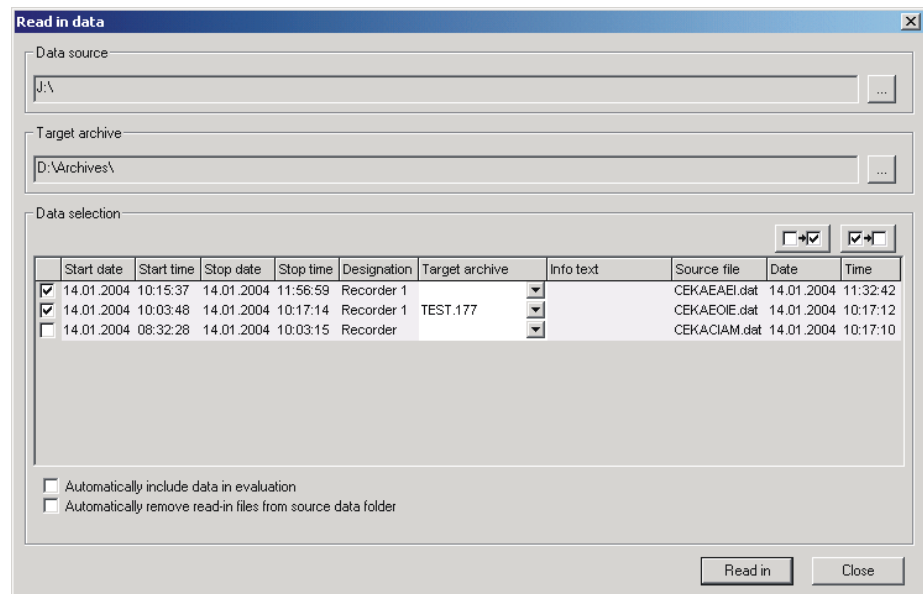 Read in data
Data source
J:\
...
Target archive
D:\Archives\
...
Data selection
Start date Start time Stop date Stop time Designation Target archive Info text Source file Date Time
14.01.2004 10:15:37 14.01.2004 11:56:59 Recorder 1 CEKAEAEI.dat 14.01.2004 11:32:42
14.01.2004 10:03:48 14.01.2004 10:17:14 Recorder 1 TEST.177 CEKAEOIE.dat 14.01.2004 10:17:12
14.01.2004 08:32:28 14.01.2004 10:03:15 Recorder CEKACIAM.dat 14.01.2004 10:17:10
Automatically include data in evaluation
Automatically remove read-in files from source data folder
Read in Close